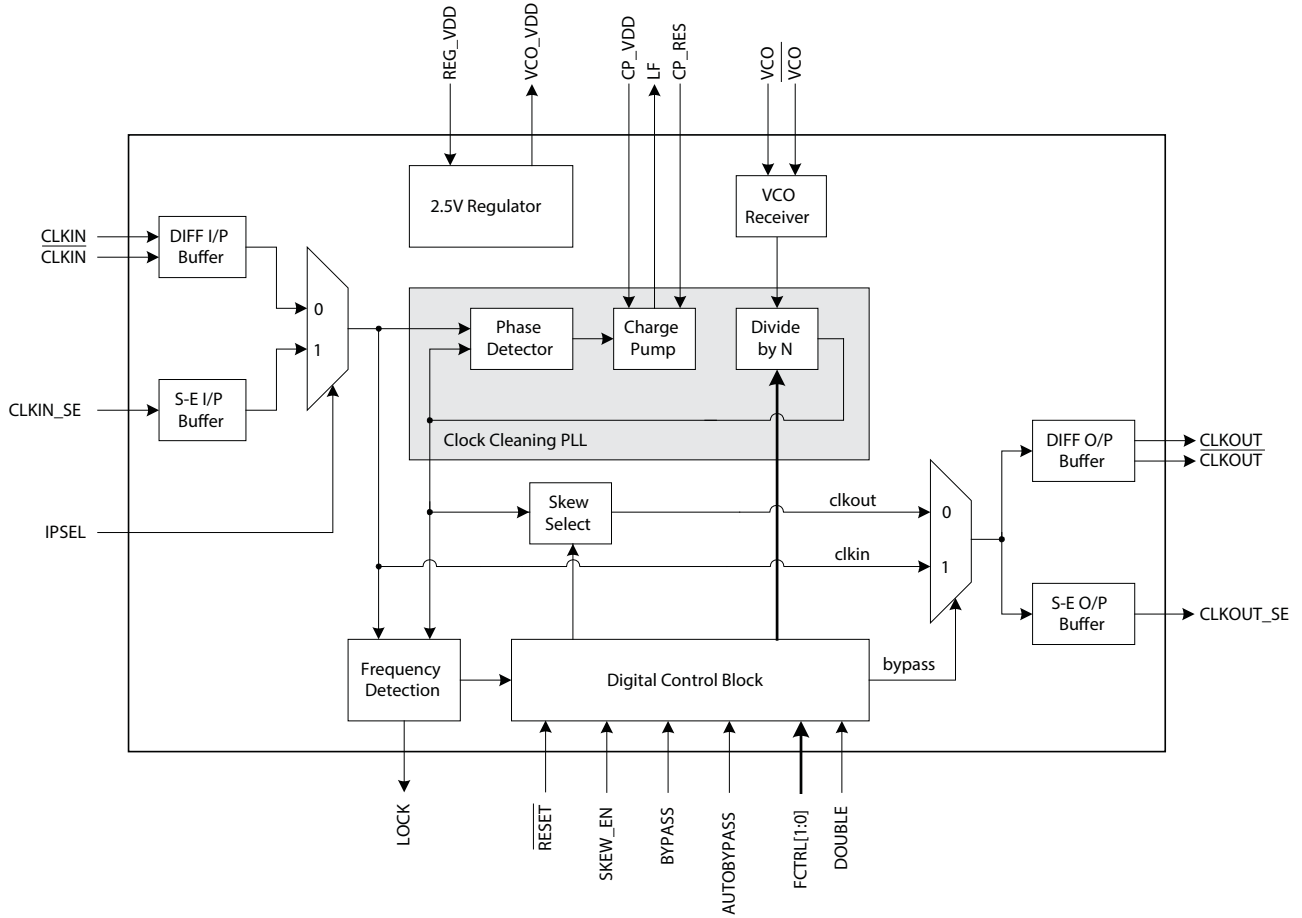 REG_VDD
VCO_VDD
CP_VDD
LF
CP_RES
VCO
VCO
2.5V Regulator
VCO
Receiver
CLKIN
CLKIN
DIFF I/P
Buffer
0
1
Phase
Detector
Charge
Pump
Divide
by N
CLKIN_SE
S-E I/P
Buffer
Clock Cleaning PLL
DIFF O/P
Buffer
CLKOUT
CLKOUT
IPSEL
Skew
Select
clkout
0
clkin
1
S-E O/P
Buffer
CLKOUT_SE
Frequency
Detection
Digital Control Block
bypass
LOCK
RESET
SKEW_EN
BYPASS
AUTOBYPASS
FCTRL[1:0]
DOUBLE